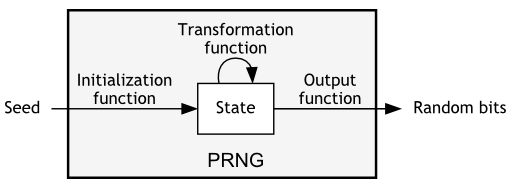 Transformation
function
Initialization
function
Output
function
Seed
State
Random bits
PRNG